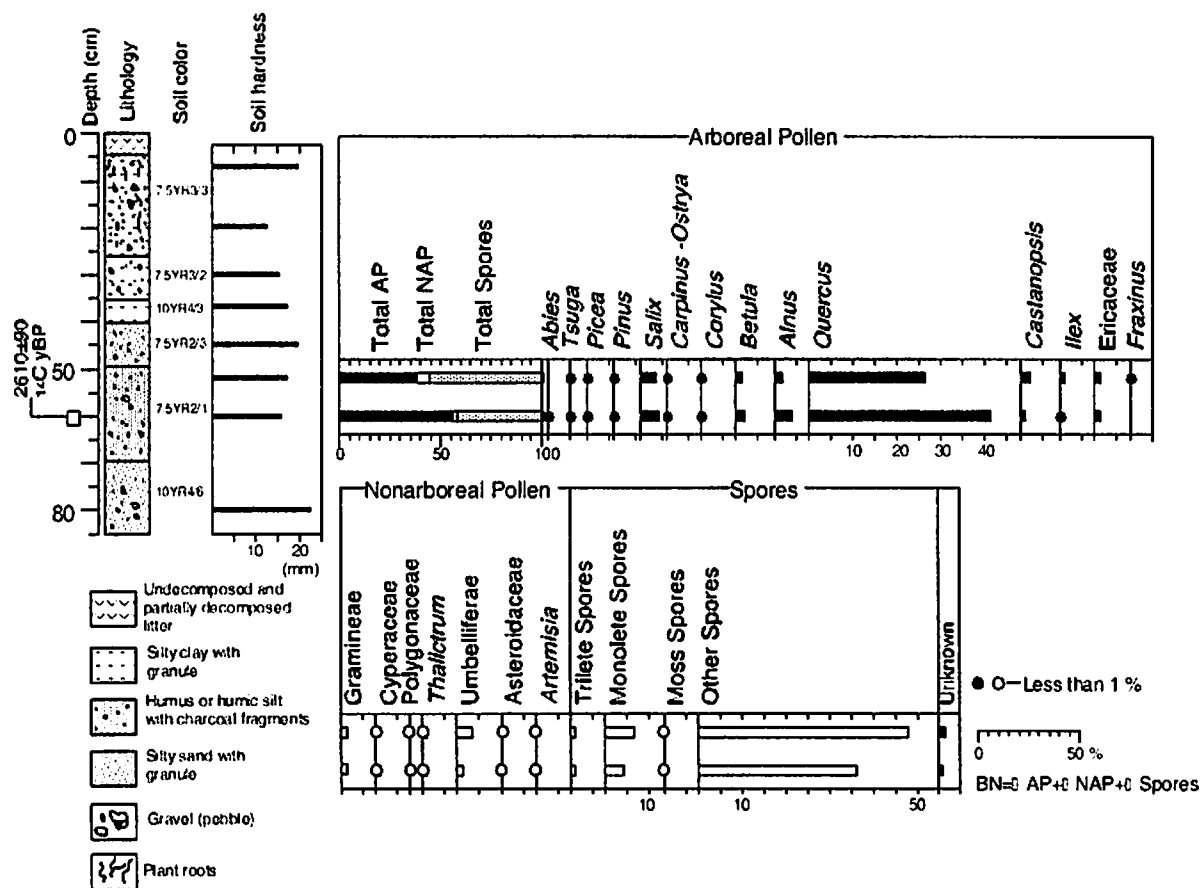 Depth (cm)
Lithology
Soil color
Soil hardness
0
50
80
2610±90
14C yBP
7.5YR3/3
7.5YR3/2
10YR4/3
7.5YR2/3
7.5YR2/1
10YR4/6
10 20
(mm)
Arboreal Pollen
Total AP
Total NAP
Total Spores
Abies
Tsuga
Picea
Pinus
Salix
Carpinus -Ostrya
Corylus
Betula
Alnus
Quercus
Castanopsis
Ilex
Ericaceae
Fraxinus
0 50 100
10 20 30 40
Nonarboreal Pollen
Spores
Gramineae
Cyperaceae
Polygonaceae
Thalictrum
Umbelliferae
Asteroidaceae
Artemisia
Trilete Spores
Monolete Spores
Moss Spores
Other Spores
Unknown
10 10 50
Undecomposed and
partially decomposed
litter
Silty clay with
granule
Humus or humic silt
with charcoal fragments
Silty sand with
granule
Gravel (pebble)
Plant roots
Less than 1 %
0 50 %
BN= AP+ NAP+ Spores